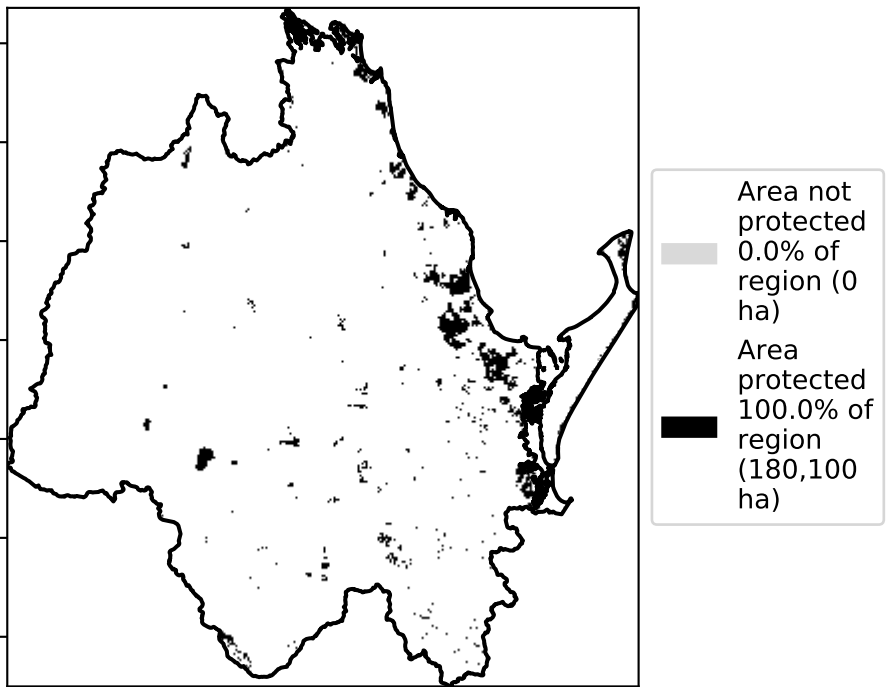 Area not
protected
0.0% of
region (0
ha)
Area
protected
100.0% of
region
(180,100
ha)